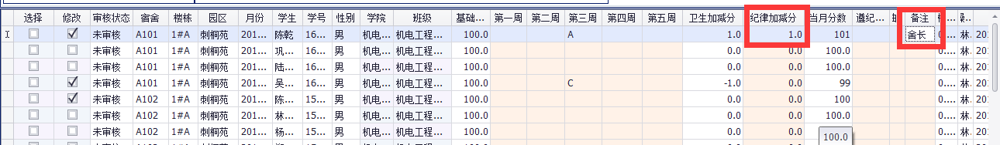 选择 修改 审核状态 宿舍 楼栋 园区 月份 学生 学号 性别 学院 班级 基础... 第一周 第二周 第三周 第四周 第五周 卫生加减分 纪律加减分 当月分数 遵纪... 备注
未审核 A101 1#A 刺桐苑 201... 陈乾 16... 男 机电... 机电工程... 100.0 A 1.0 1.0 101 舍长 0.... 林. 20
未审核 A101 1#A 刺桐苑 201... 巩... 16... 男 机电... 机电工程... 100.0 0.0 0.0 100.0 0.... 林. 20
未审核 A101 1#A 刺桐苑 201... 陆... 16... 男 机电... 机电工程... 100.0 0.0 0.0 100.0 0.... 林. 20
未审核 A101 1#A 刺桐苑 201... 吴... 16... 男 机电... 机电工程... 100.0 C -1.0 0.0 99 0.... 林. 20
未审核 A102 1#A 刺桐苑 201... 陈... 15... 男 机电... 机电工程... 100.0 0.0 0.0 100 0.... 林. 20
未审核 A102 1#A 刺桐苑 201... 林... 15... 男 机电... 机电工程... 100.0 0.0 0.0 100.0 0.... 林. 20
未审核 A102 1#A 刺桐苑 201... 杨... 15... 男 机电... 机电工程... 100.0 0.0 0.0 100.0 0.... 林. 20